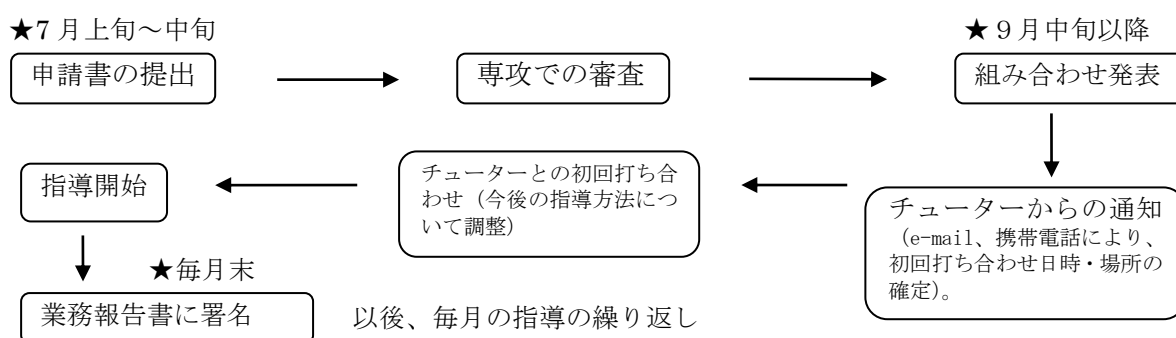 ★7月上旬～中旬
★９月中旬以降
申請書の提出
専攻での審査
組み合わせ発表
チューターからの通知
（e-mail、携帯電話により、
初回打ち合わせ日時・場所の
確定）。
チューターとの初回打ち合
わせ（今後の指導方法につ
いて調整）
指導開始
★毎月末
業務報告書に署名
以後、毎月の指導の繰り返し